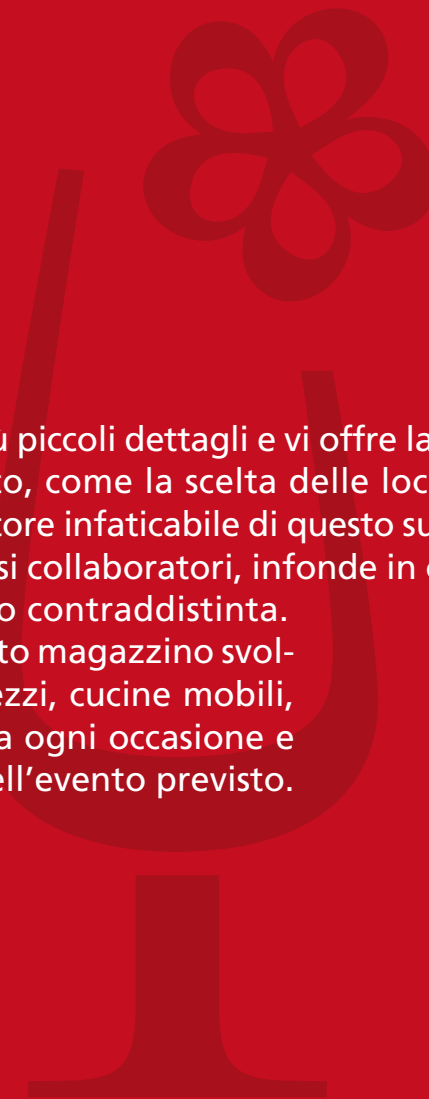 ù piccoli dettagli e vi offre la
to, come la scelta delle loc
tore infaticabile di questo su
si collaboratori, infonde in
o contraddistinta.
to magazzino svol-
ezzi, cucine mobili,
a ogni occasione e
ell’evento previsto.